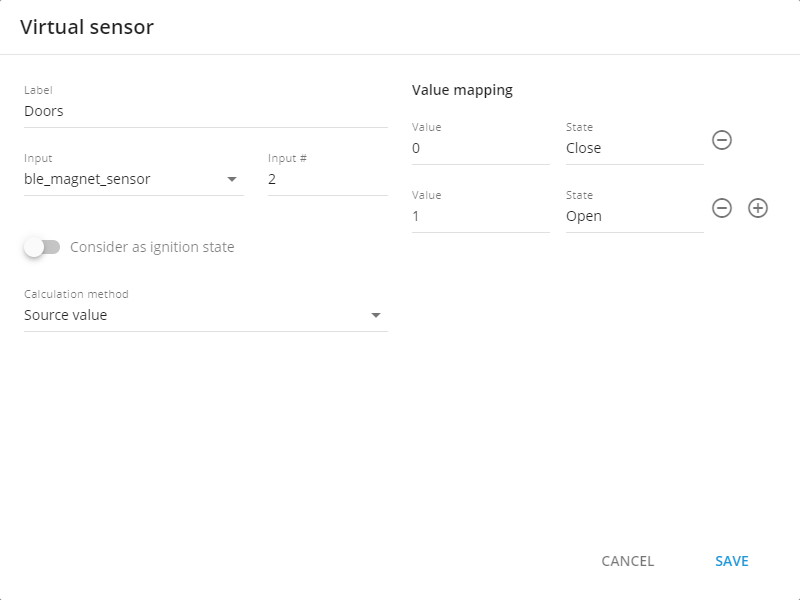 Virtual sensor
Label
Doors
Input
ble_magnet_sensor
Input #
2
Consider as ignition state
Calculation method
Source value
Value mapping
Value
0
State
Close
Value
1
State
Open
CANCEL
SAVE